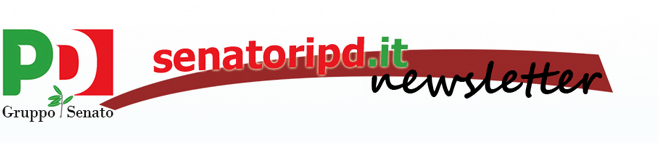 PD
Gruppo Senato
senatoripd.it
newsletter